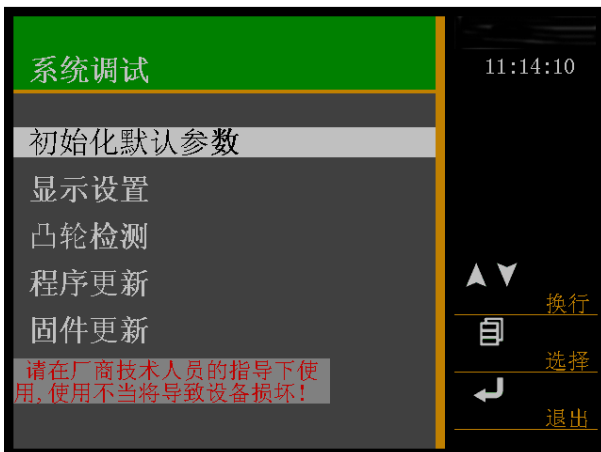 系统调试
11:14:10
初始化默认参数
显示设置
凸轮检测
程序更新
固件更新
请在厂商技术人员的指导下使
用,使用不当将导致设备损坏!
换行
选择
退出